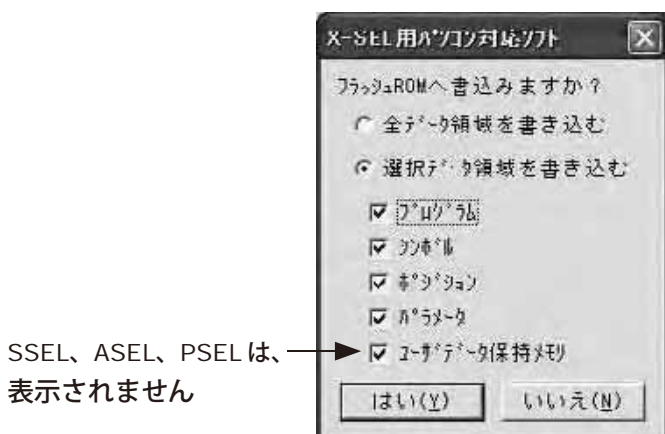 X-SEL用ﾊﾟｿｺﾝ対応ｿﾌﾄ
ﾌﾗｯｼｭROMへ書込みますか？
全ﾃﾞｰﾀ領域を書き込む
選択ﾃﾞｰﾀ領域を書き込む
ﾌﾟﾛｸﾞﾗﾑ
ｼﾝﾎﾞﾙ
ﾎﾟｼﾞｼｮﾝ
ﾊﾟﾗﾒｰﾀ
ﾕｰｻﾞﾃﾞｰﾀ保持ﾒﾓﾘ
SSEL、ASEL、PSELは、
表示されません
はい(Y) いいえ(N)